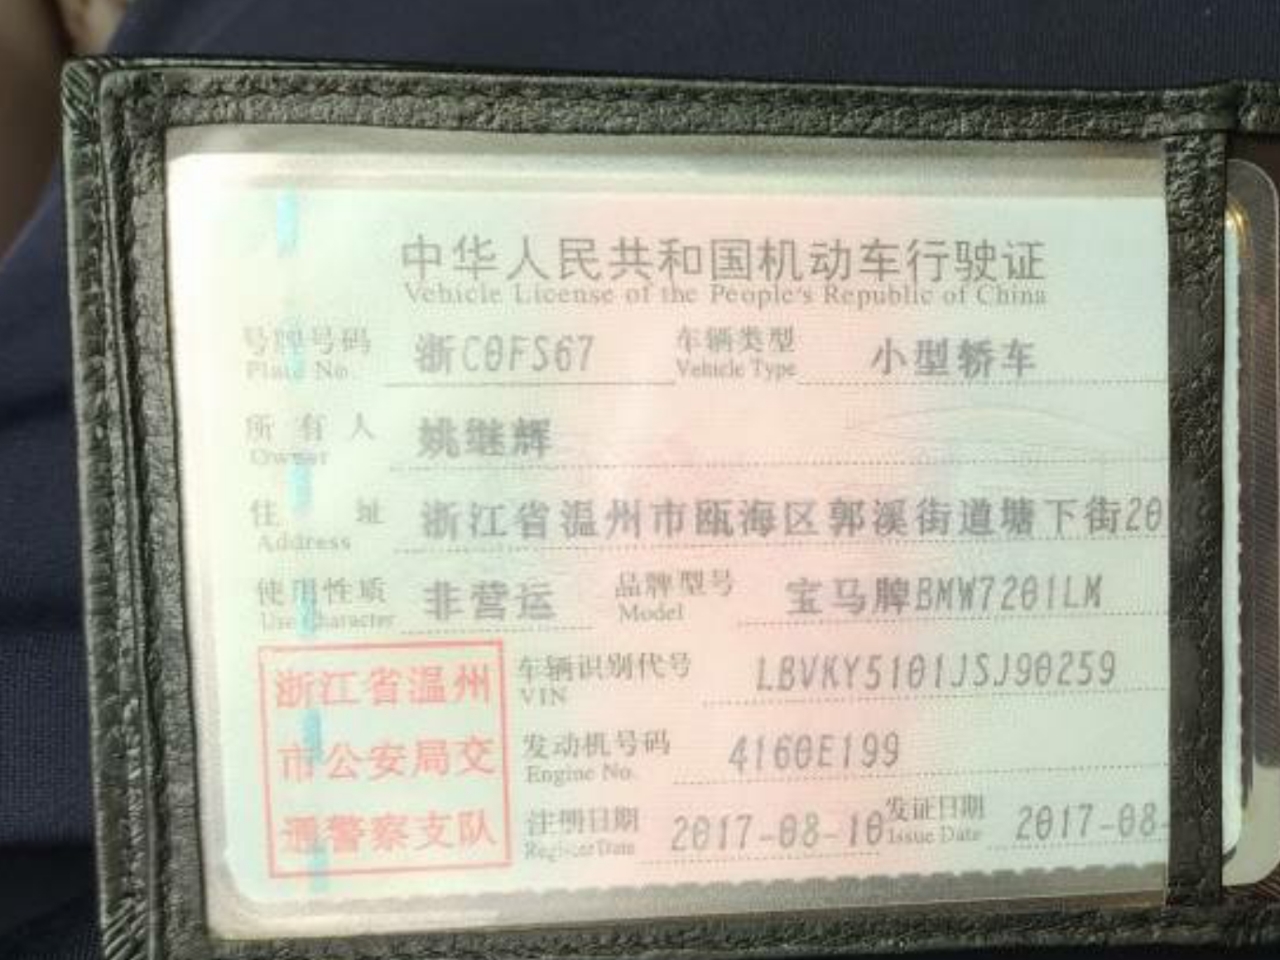 中华人民共和国机动车行驶证
Vehicle License of the People's Republic of China
号牌号码 浙C0FS67 车辆类型 小型轿车
Plate No. Vehicle Type
所有人 姚继辉
Owner
住址 浙江省温州市瓯海区郭溪街道塘下街20
Address
使用性质 非营运 品牌型号 宝马牌BMW7201LM
Use Character Model
浙江省温州 车辆识别代号 LBVKY5101JSJ90259
VIN
市公安局交 发动机号码 4160E199
Engine No.
通警察支队 注册日期 2017-08-10 发证日期 2017-08-
Register Date Issue Date